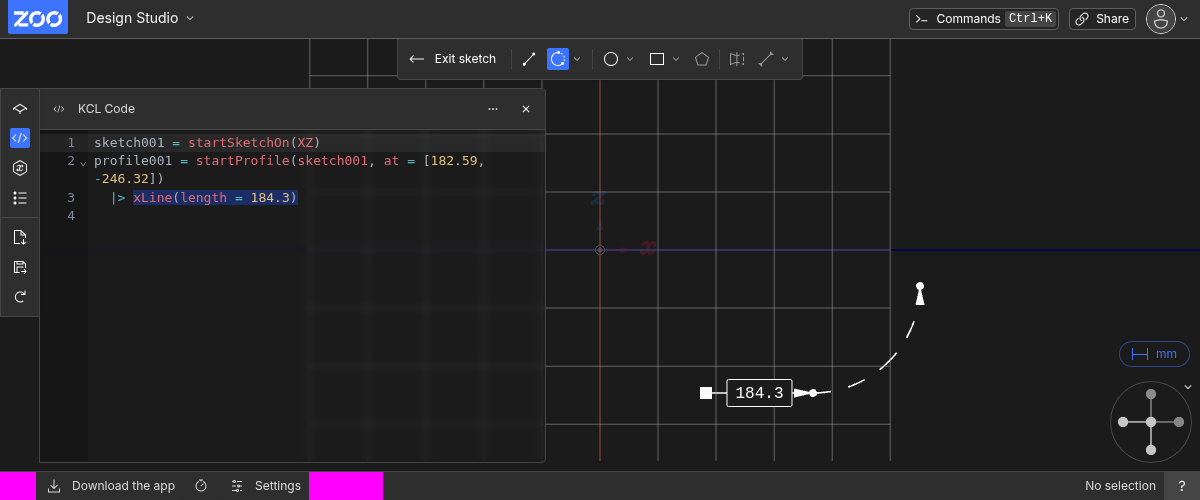 ZOO
Design Studio
Commands Ctrl+K
Share
Exit sketch
KCL Code
1 sketch001 = startSketchOn(XZ)
2 profile001 = startProfile(sketch001, at = [182.59,
-246.32])
3 |> xLine(length = 184.3)
4
z
x
184.3
mm
Download the app
Settings
No selection
?